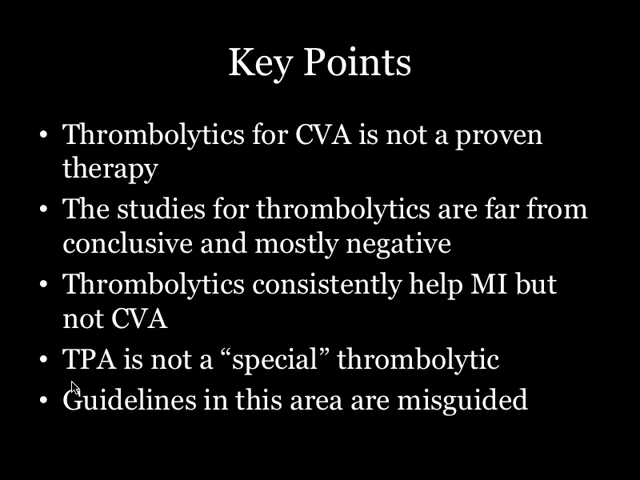 Key Points
• Thrombolytics for CVA is not a proven
therapy
• The studies for thrombolytics are far from
conclusive and mostly negative
• Thrombolytics consistently help MI but
not CVA
• TPA is not a “special” thrombolytic
• Guidelines in this area are misguided